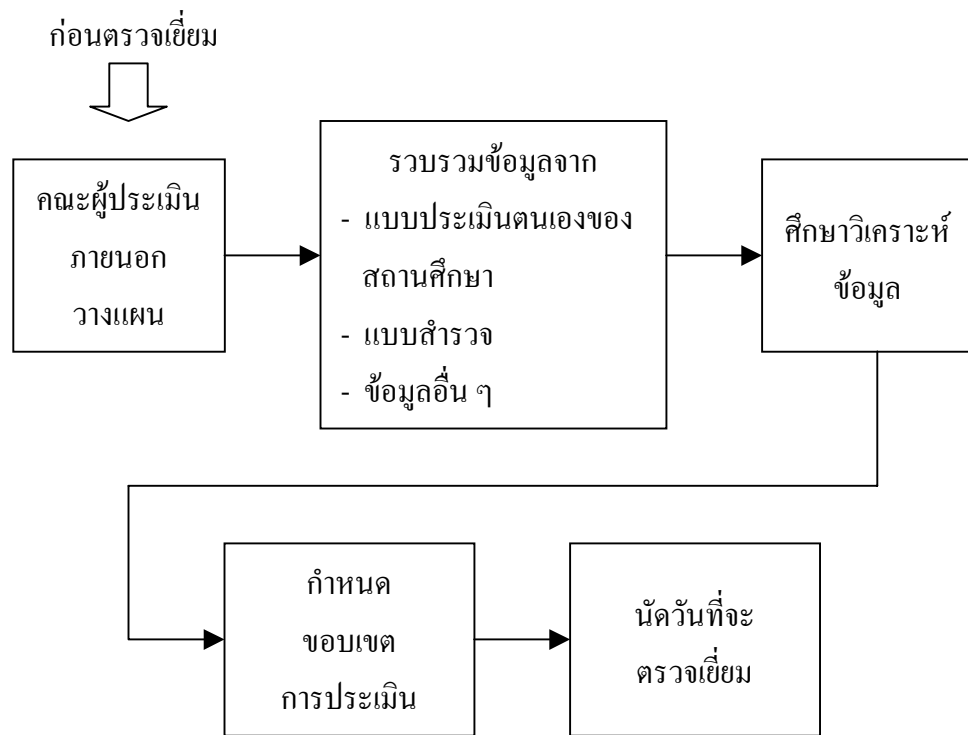 ก่อนตรวจเยี่ยม
คณะผู้ประเมิน
ภายนอก
วางแผน
รวบรวมข้อมูลจาก
- แบบประเมินตนเองของ
สถานศึกษา
- แบบสำรวจ
- ข้อมูลอื่น ๆ
ศึกษาวิเคราะห์
ข้อมูล
กำหนด
ขอบเขต
การประเมิน
นัดวันที่จะ
ตรวจเยี่ยม